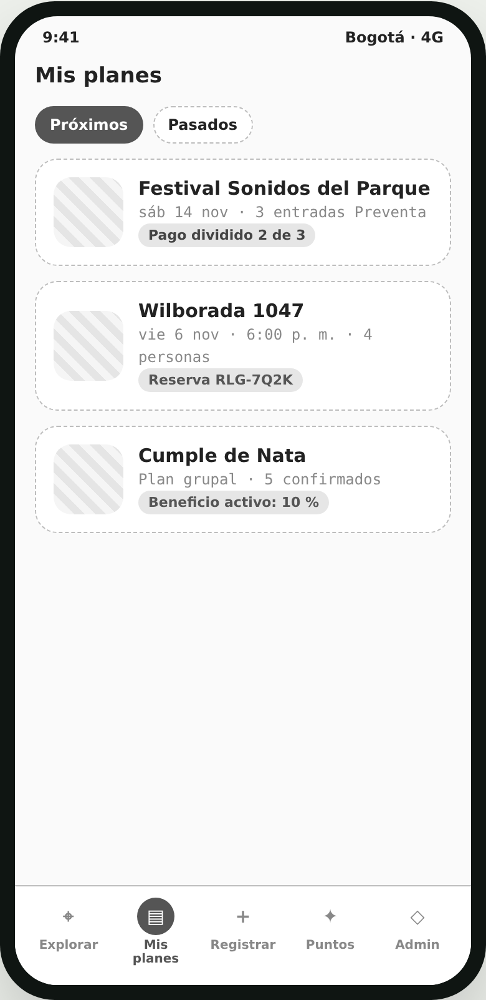 9:41
Bogotá · 4G
Mis planes
Próximos
Pasados
Festival Sonidos del Parque
sáb 14 nov · 3 entradas Preventa
Pago dividido 2 de 3
Wilborada 1047
vie 6 nov · 6:00 p. m. · 4
personas
Reserva RLG-7Q2K
Cumple de Nata
Plan grupal · 5 confirmados
Beneficio activo: 10 %
Explorar
Mis
planes
Registrar
Puntos
Admin